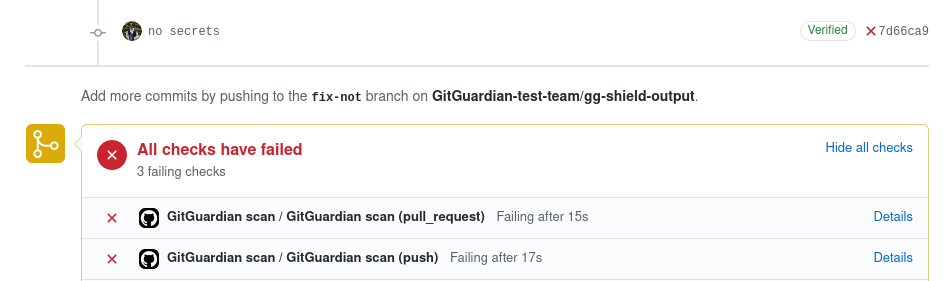 no secrets Verified 7d66ca9
Add more commits by pushing to the fix-not branch on GitGuardian-test-team/gg-shield-output.
All checks have failed Hide all checks
3 failing checks
GitGuardian scan / GitGuardian scan (pull_request) Failing after 15s Details
GitGuardian scan / GitGuardian scan (push) Failing after 17s Details